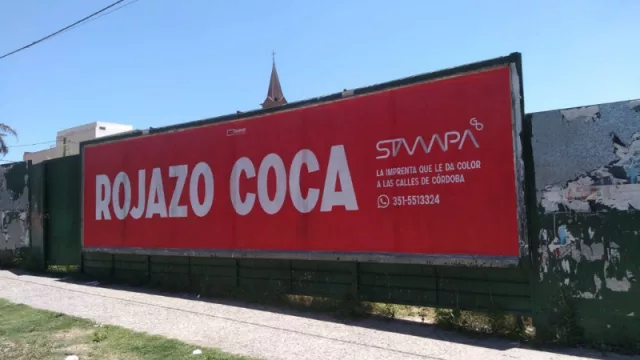 ROJAZO COCA
STAMPA
LA IMPRENTA QUE LE DA COLOR
A LAS CALLES DE CÓRDOBA
351-5513324